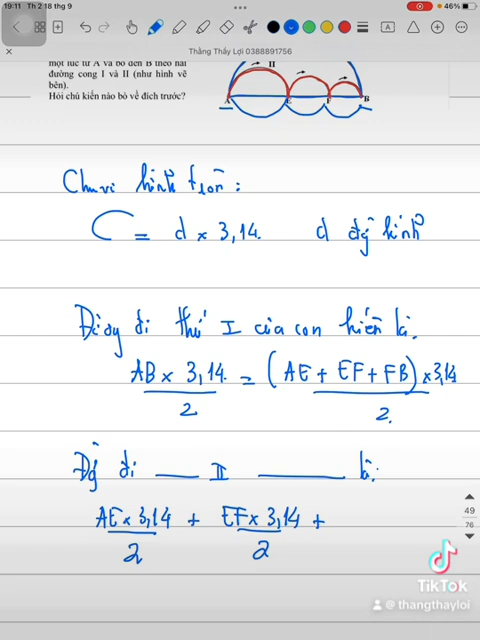 19:11 Th 2 18 thg 9
46%
Thầng Thầy Lợi 0388891756
một lúc từ A và bò đến B theo hai
đường cong I và II (như hình vẽ
bên).
Hỏi chú kiến nào bò về đích trước?
II
A E F B
Chu vi hình tròn:
C = d × 3,14. d đg kính
Đg đi thứ I của con kiến là:
AB × 3,14 / 2 = (AE + EF + FB) × 3,14 / 2.
Đg đi — II — là:
AE × 3,14 / 2 + EF × 3,14 / 2 +
49
76
TikTok
@thangthayloi